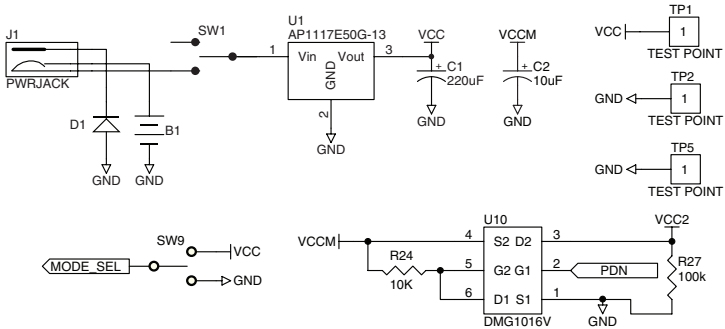 J1
PWRJACK
SW1
U1
AP1117E50G-13
1
Vin
Vout
3
GND
2
GND
D1
GND
B1
GND
VCC
+
C1
220uF
GND
VCCM
+
C2
10uF
GND
TP1
VCC
1
TEST POINT
TP2
GND
1
TEST POINT
TP5
GND
1
TEST POINT
SW9
MODE_SEL
VCC
GND
VCCM
R24
10K
U10
4
S2 D2
3
5
G2 G1
2
PDN
6
D1 S1
1
DMG1016V
GND
VCC2
R27
100k